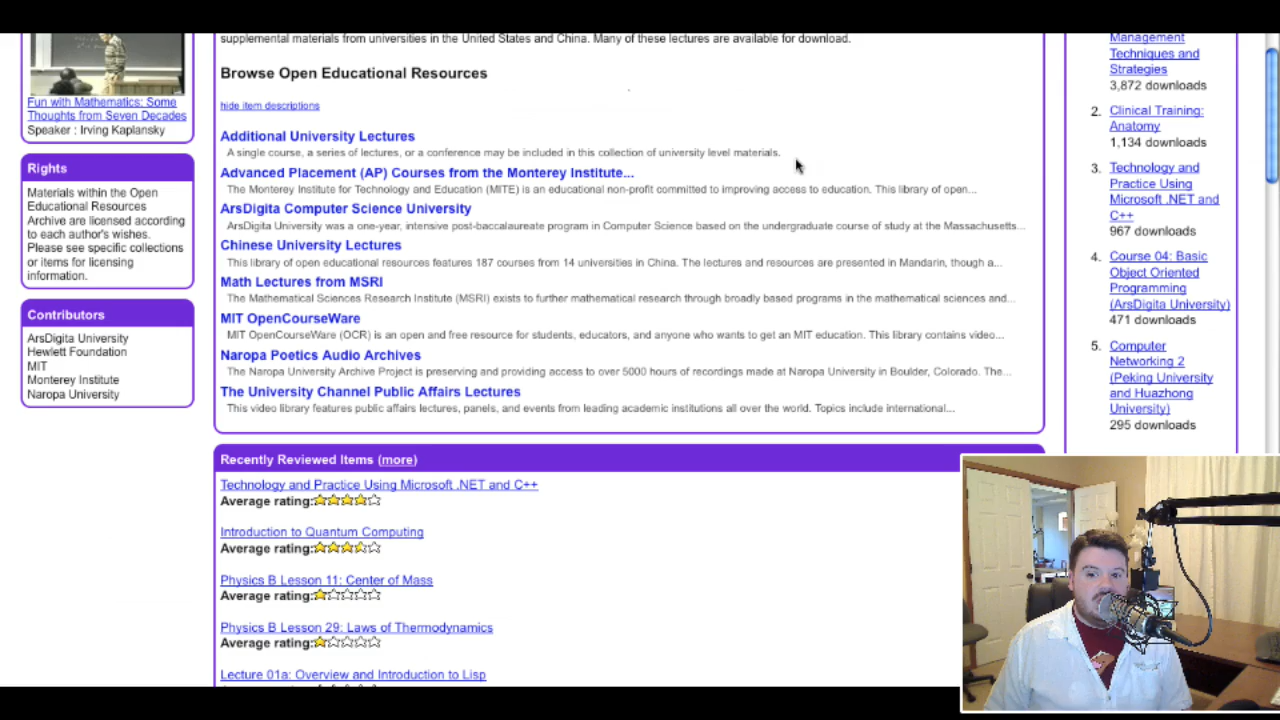 Fun with Mathematics: Some
Thoughts from Seven Decades
Speaker : Irving Kaplansky
Rights
Materials within the Open
Educational Resources
Archive are licensed according
to each author's wishes.
Please see specific collections
or items for licensing
information.
Contributors
ArsDigita University
Hewlett Foundation
MIT
Monterey Institute
Naropa University
supplemental materials from universities in the United States and China. Many of these lectures are available for download.
Browse Open Educational Resources
hide item descriptions
Additional University Lectures
A single course, a series of lectures, or a conference may be included in this collection of university level materials.
Advanced Placement (AP) Courses from the Monterey Institute...
The Monterey Institute for Technology and Education (MITE) is an educational non-profit committed to improving access to education. This library of open...
ArsDigita Computer Science University
ArsDigita University was a one-year, intensive post-baccalaureate program in Computer Science based on the undergraduate course of study at the Massachusetts...
Chinese University Lectures
This library of open educational resources features 187 courses from 14 universities in China. The lectures and resources are presented in Mandarin, though a...
Math Lectures from MSRI
The Mathematical Sciences Research Institute (MSRI) exists to further mathematical research through broadly based programs in the mathematical sciences and...
MIT OpenCourseWare
MIT OpenCourseWare (OCR) is an open and free resource for students, educators, and anyone who wants to get an MIT education. This library contains video...
Naropa Poetics Audio Archives
The Naropa University Archive Project is preserving and providing access to over 5000 hours of recordings made at Naropa University in Boulder, Colorado. The...
The University Channel Public Affairs Lectures
This video library features public affairs lectures, panels, and events from leading academic institutions all over the world. Topics include international...
Recently Reviewed Items (more)
Technology and Practice Using Microsoft .NET and C++
Average rating:
Introduction to Quantum Computing
Average rating:
Physics B Lesson 11: Center of Mass
Average rating:
Physics B Lesson 29: Laws of Thermodynamics
Average rating:
Lecture 01a: Overview and Introduction to Lisp
Management
Techniques and
Strategies
3,872 downloads
2. Clinical Training:
Anatomy
1,134 downloads
3. Technology and
Practice Using
Microsoft .NET and
C++
967 downloads
4. Course 04: Basic
Object Oriented
Programming
(ArsDigita University)
471 downloads
5. Computer
Networking 2
(Peking University
and Huazhong
University)
295 downloads